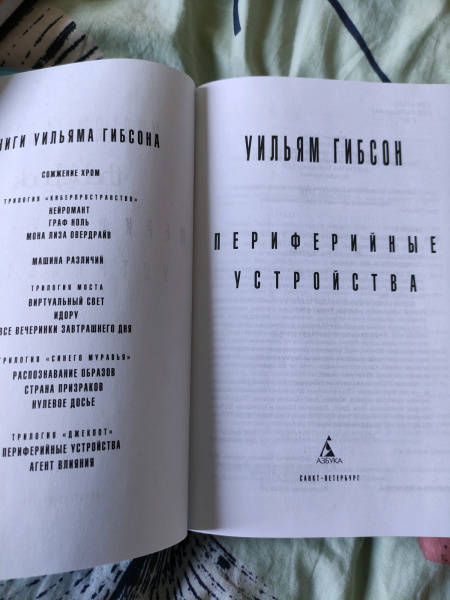 НИГИ УИЛЬЯМА ГИБСОНА
СОЖЖЕНИЕ ХРОМ
ТРИЛОГИЯ «КИБЕРПРОСТРАНСТВО»
НЕЙРОМАНТ
ГРАФ НОЛЬ
МОНА ЛИЗА ОВЕРДРАЙВ
МАШИНА РАЗЛИЧИЙ
ТРИЛОГИЯ МОСТА
ВИРТУАЛЬНЫЙ СВЕТ
ИДОРУ
ВСЕ ВЕЧЕРИНКИ ЗАВТРАШНЕГО ДНЯ
ТРИЛОГИЯ «СИНЕГО МУРАВЬЯ»
РАСПОЗНАВАНИЕ ОБРАЗОВ
СТРАНА ПРИЗРАКОВ
НУЛЕВОЕ ДОСЬЕ
ТРИЛОГИЯ «ДЖЕКПОТ»
ПЕРИФЕРИЙНЫЕ УСТРОЙСТВА
АГЕНТ ВЛИЯНИЯ
УИЛЬЯМ ГИБСОН
ПЕРИФЕРИЙНЫЕ
УСТРОЙСТВА
АЗБУКА
САНКТ-ПЕТЕРБУРГ